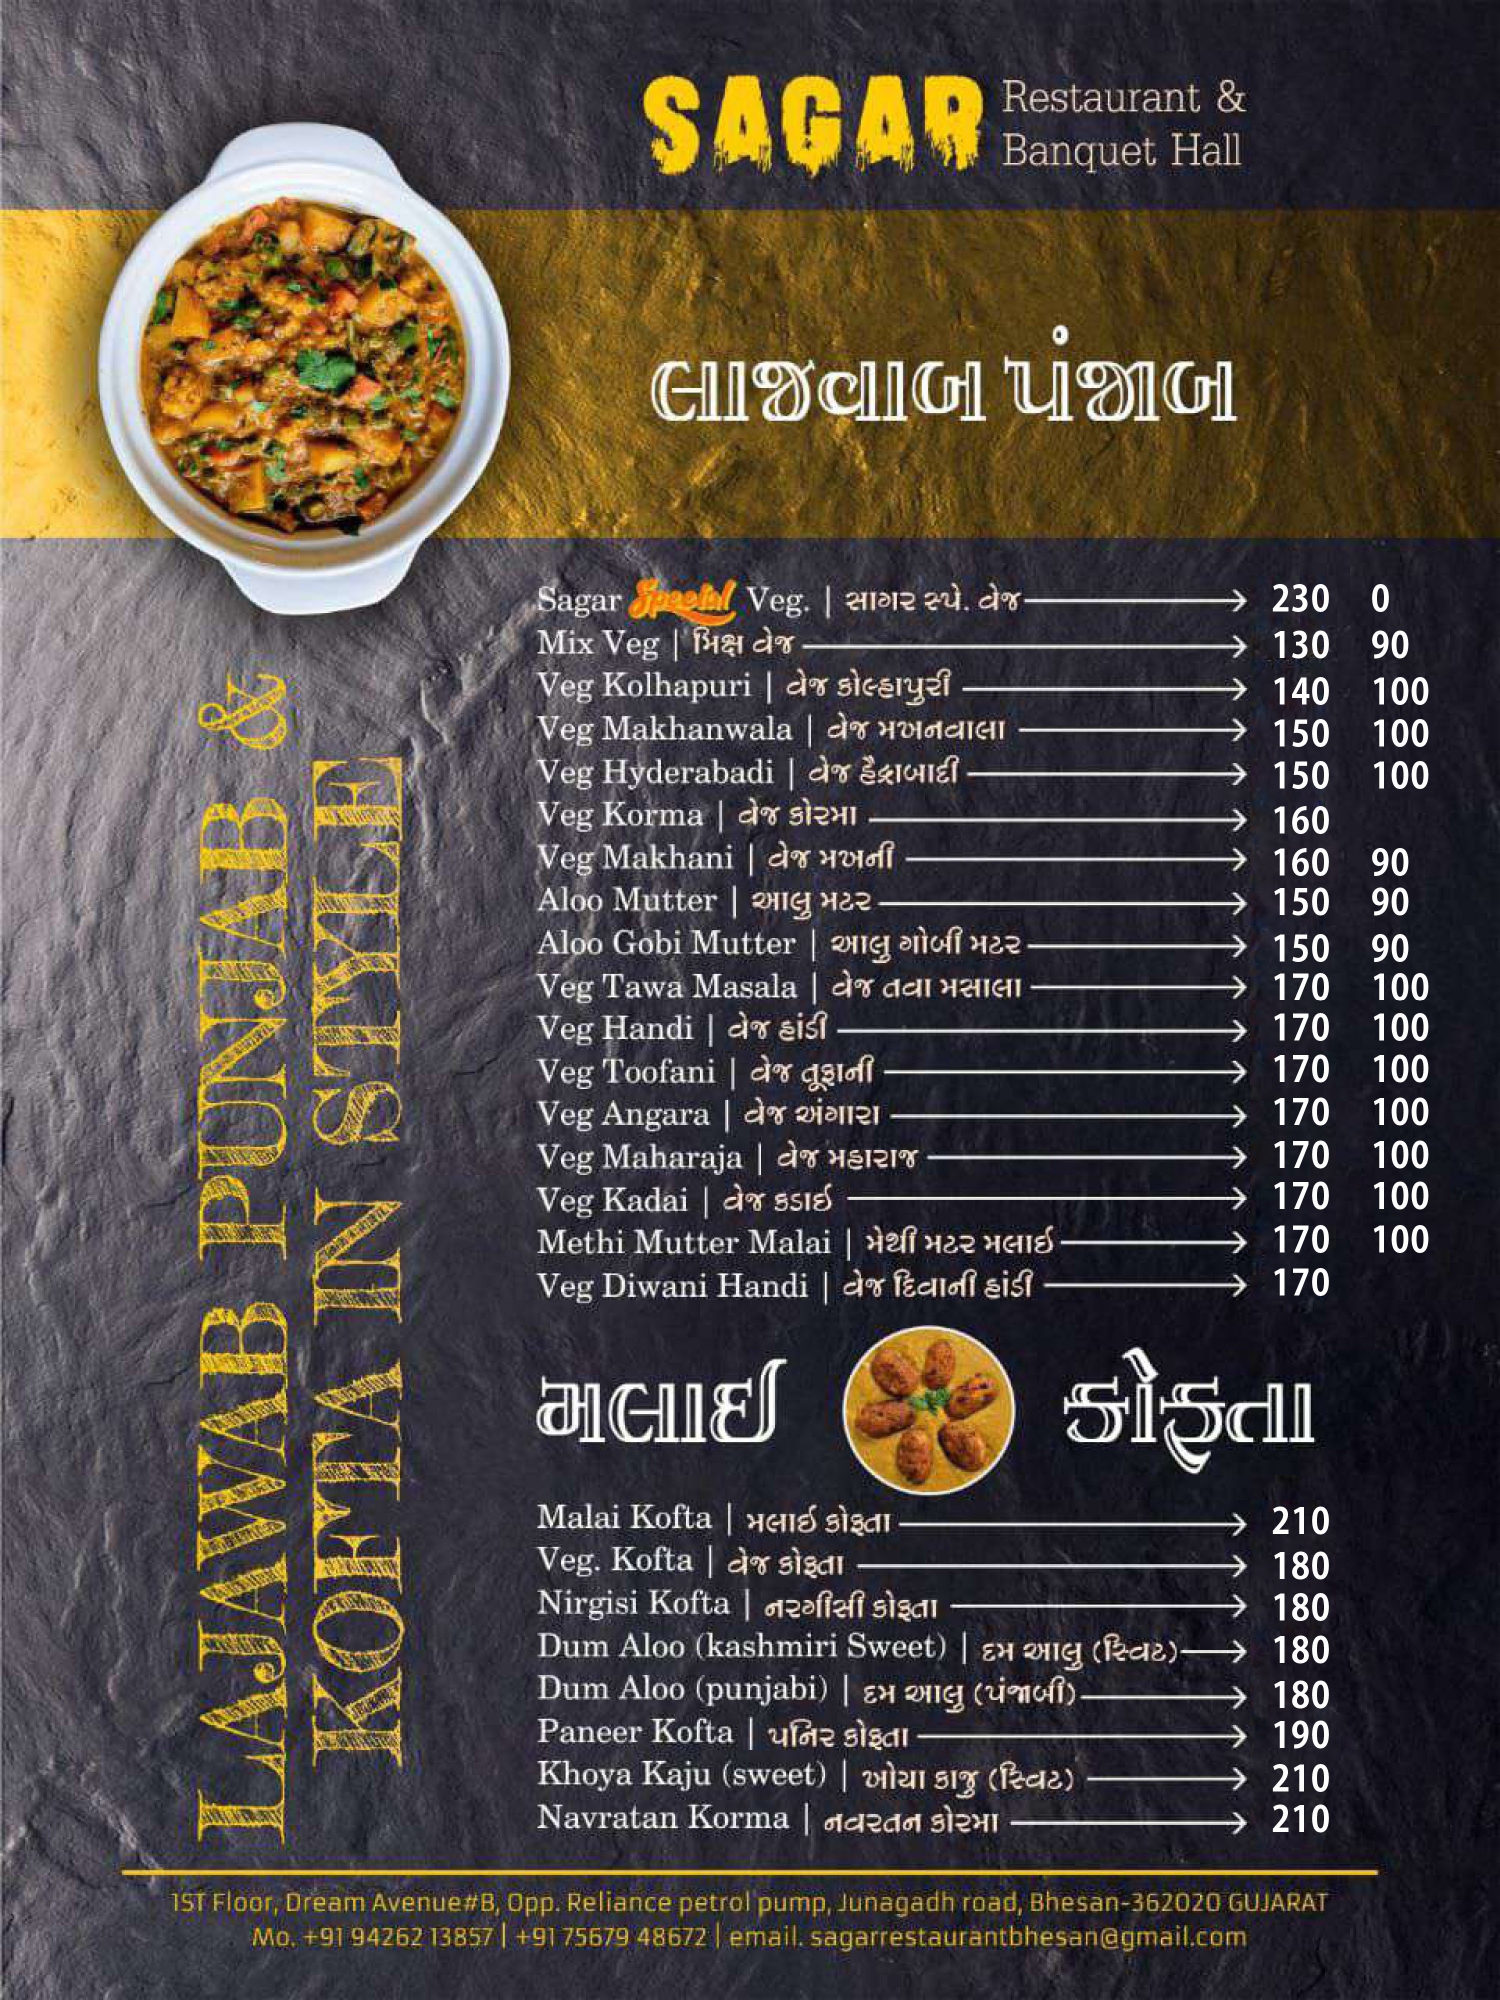 SAGAR Restaurant &
Banquet Hall
લાજવાબ પંજાબ
Sagar Special Veg. | સાગર સ્પે. વેજ 230 0
Mix Veg | મિક્ષ વેજ 130 90
Veg Kolhapuri | વેજ કોલ્હાપુરી 140 100
Veg Makhanwala | વેજ મખનવાલા 150 100
Veg Hyderabadi | વેજ હૈદ્રાબાદી 150 100
Veg Korma | વેજ કોરમા 160
Veg Makhani | વેજ મખની 160 90
Aloo Mutter | આલુ મટર 150 90
Aloo Gobi Mutter | આલુ ગોબી મટર 150 90
Veg Tawa Masala | વેજ તવા મસાલા 170 100
Veg Handi | વેજ હાંડી 170 100
Veg Toofani | વેજ તૂફાની 170 100
Veg Angara | વેજ અંગારા 170 100
Veg Maharaja | વેજ મહારાજ 170 100
Veg Kadai | વેજ કડાઈ 170 100
Methi Mutter Malai | મેથી મટર મલાઈ 170 100
Veg Diwani Handi | વેજ દિવાની હાંડી 170
LAJAWAB PUNJAB &
KOFTA IN STYLE
મલાઈ કોફતા
Malai Kofta | મલાઈ કોફતા 210
Veg. Kofta | વેજ કોફતા 180
Nirgisi Kofta | નરગીસી કોફતા 180
Dum Aloo (kashmiri Sweet) | દમ આલુ (સ્વિટ) 180
Dum Aloo (punjabi) | દમ આલુ (પંજાબી) 180
Paneer Kofta | પનિર કોફતા 190
Khoya Kaju (sweet) | ખોયા કાજુ (સ્વિટ) 210
Navratan Korma | નવરતન કોરમા 210
1ST Floor, Dream Avenue#B, Opp. Reliance petrol pump, Junagadh road, Bhesan-362020 GUJARAT
Mo. +91 94262 13857 | +91 75679 48672 | email. sagarrestaurantbhesan@gmail.com